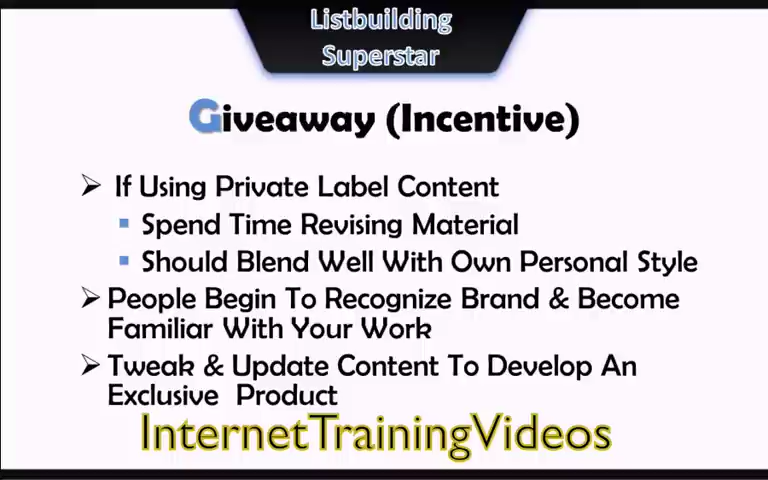 Listbuilding
Superstar
Giveaway (Incentive)
➢ If Using Private Label Content
▪ Spend Time Revising Material
▪ Should Blend Well With Own Personal Style
➢ People Begin To Recognize Brand & Become
Familiar With Your Work
➢ Tweak & Update Content To Develop An
Exclusive Product
InternetTrainingVideos